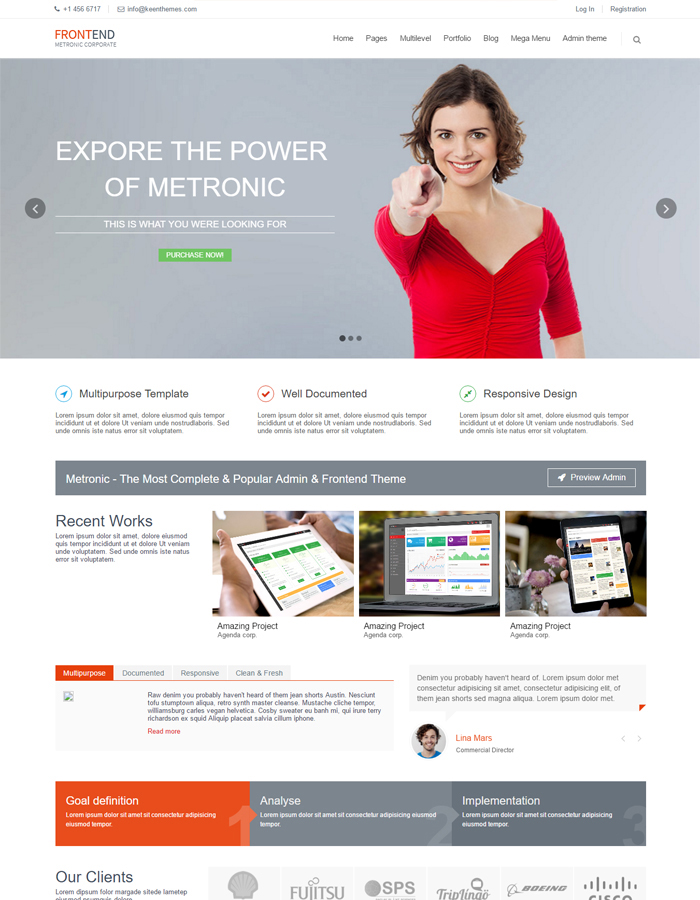 +1 456 6717
info@keenthemes.com
Log In
Registration
FRONTEND
METRONIC CORPORATE
Home Pages Multilevel Portfolio Blog Mega Menu Admin theme
EXPORE THE POWER
OF METRONIC
THIS IS WHAT YOU WERE LOOKING FOR
PURCHASE NOW!
Multipurpose Template
Lorem ipsum dolor sit amet, dolore eiusmod quis tempor
incididunt ut et dolore Ut veniam unde nostrudlaboris. Sed
unde omnis iste natus error sit voluptatem.
Well Documented
Lorem ipsum dolor sit amet, dolore eiusmod quis tempor
incididunt ut et dolore Ut veniam unde nostrudlaboris. Sed
unde omnis iste natus error sit voluptatem.
Responsive Design
Lorem ipsum dolor sit amet, dolore eiusmod quis tempor
incididunt ut et dolore Ut veniam unde nostrudlaboris. Sed
unde omnis iste natus error sit voluptatem.
Metronic - The Most Complete & Popular Admin & Frontend Theme
Preview Admin
Recent Works
Lorem ipsum dolor sit amet, dolore eiusmod
quis tempor incididunt ut et dolore Ut veniam
unde voluptatem. Sed unde omnis iste natus
error sit voluptatem.
Amazing Project
Agenda corp.
Amazing Project
Agenda corp.
Amazing Project
Agenda corp.
Multipurpose Documented Responsive Clean & Fresh
Raw denim you probably haven't heard of them jean shorts Austin. Nesciunt
tofu stumptown aliqua, retro synth master cleanse. Mustache cliche tempor,
williamsburg carles vegan helvetica. Cosby sweater eu banh mi, qui irure terry
richardson ex squid Aliquip placeat salvia cillum iphone.
Read more
Denim you probably haven't heard of. Lorem ipsum dolor met
consectetur adipisicing sit amet, consectetur adipisicing elit, of
them jean shorts sed magna aliqua. Lorem ipsum dolor met.
Lina Mars
Commercial Director
Goal definition
Lorem ipsum dolor sit amet sit consectetur adipisicing
eiusmod tempor.
1
Analyse
Lorem ipsum dolor sit amet sit consectetur adipisicing
eiusmod tempor.
2
Implementation
Lorem ipsum dolor sit amet sit consectetur adipisicing
eiusmod tempor.
3
Our Clients
Lorem dipsum folor margade sitede lametep
eiusmod psumquis dolore.
FUJITSU
SPS
Triplingo
BOEING
CISCO